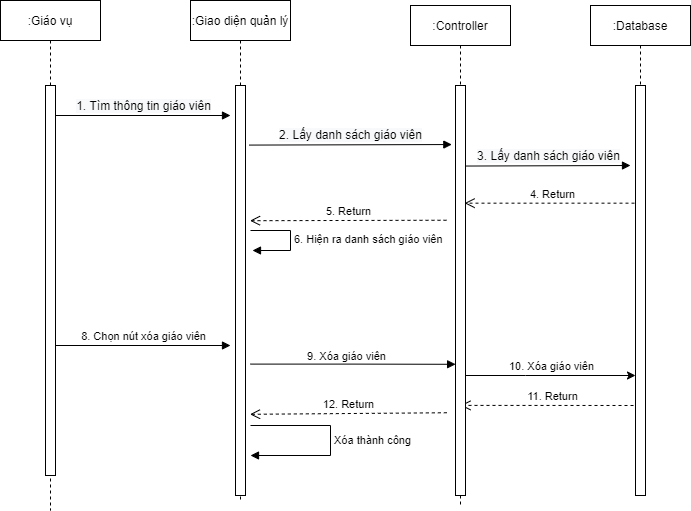 :Giáo vụ
:Giao diện quản lý
:Controller
:Database
1. Tìm thông tin giáo viên
2. Lấy danh sách giáo viên
3. Lấy danh sách giáo viên
4. Return
5. Return
6. Hiện ra danh sách giáo viên
8. Chọn nút xóa giáo viên
9. Xóa giáo viên
10. Xóa giáo viên
11. Return
12. Return
Xóa thành công